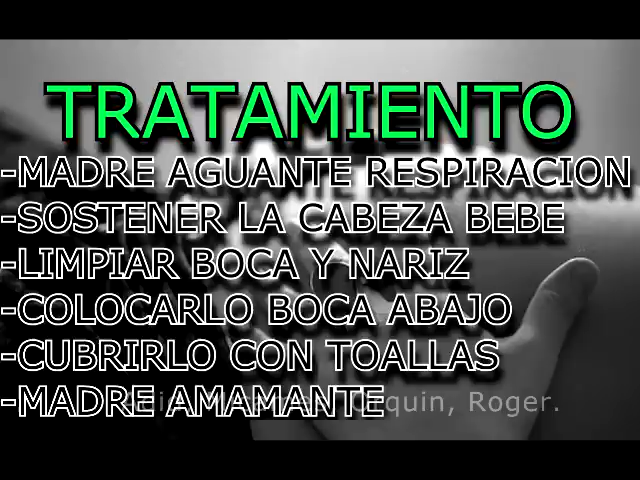 TRATAMIENTO
-MADRE AGUANTE RESPIRACION
-SOSTENER LA CABEZA BEBE
-LIMPIAR BOCA Y NARIZ
-COLOCARLO BOCA ABAJO
-CUBRIRLO CON TOALLAS
-MADRE AMAMANTE
Roger.